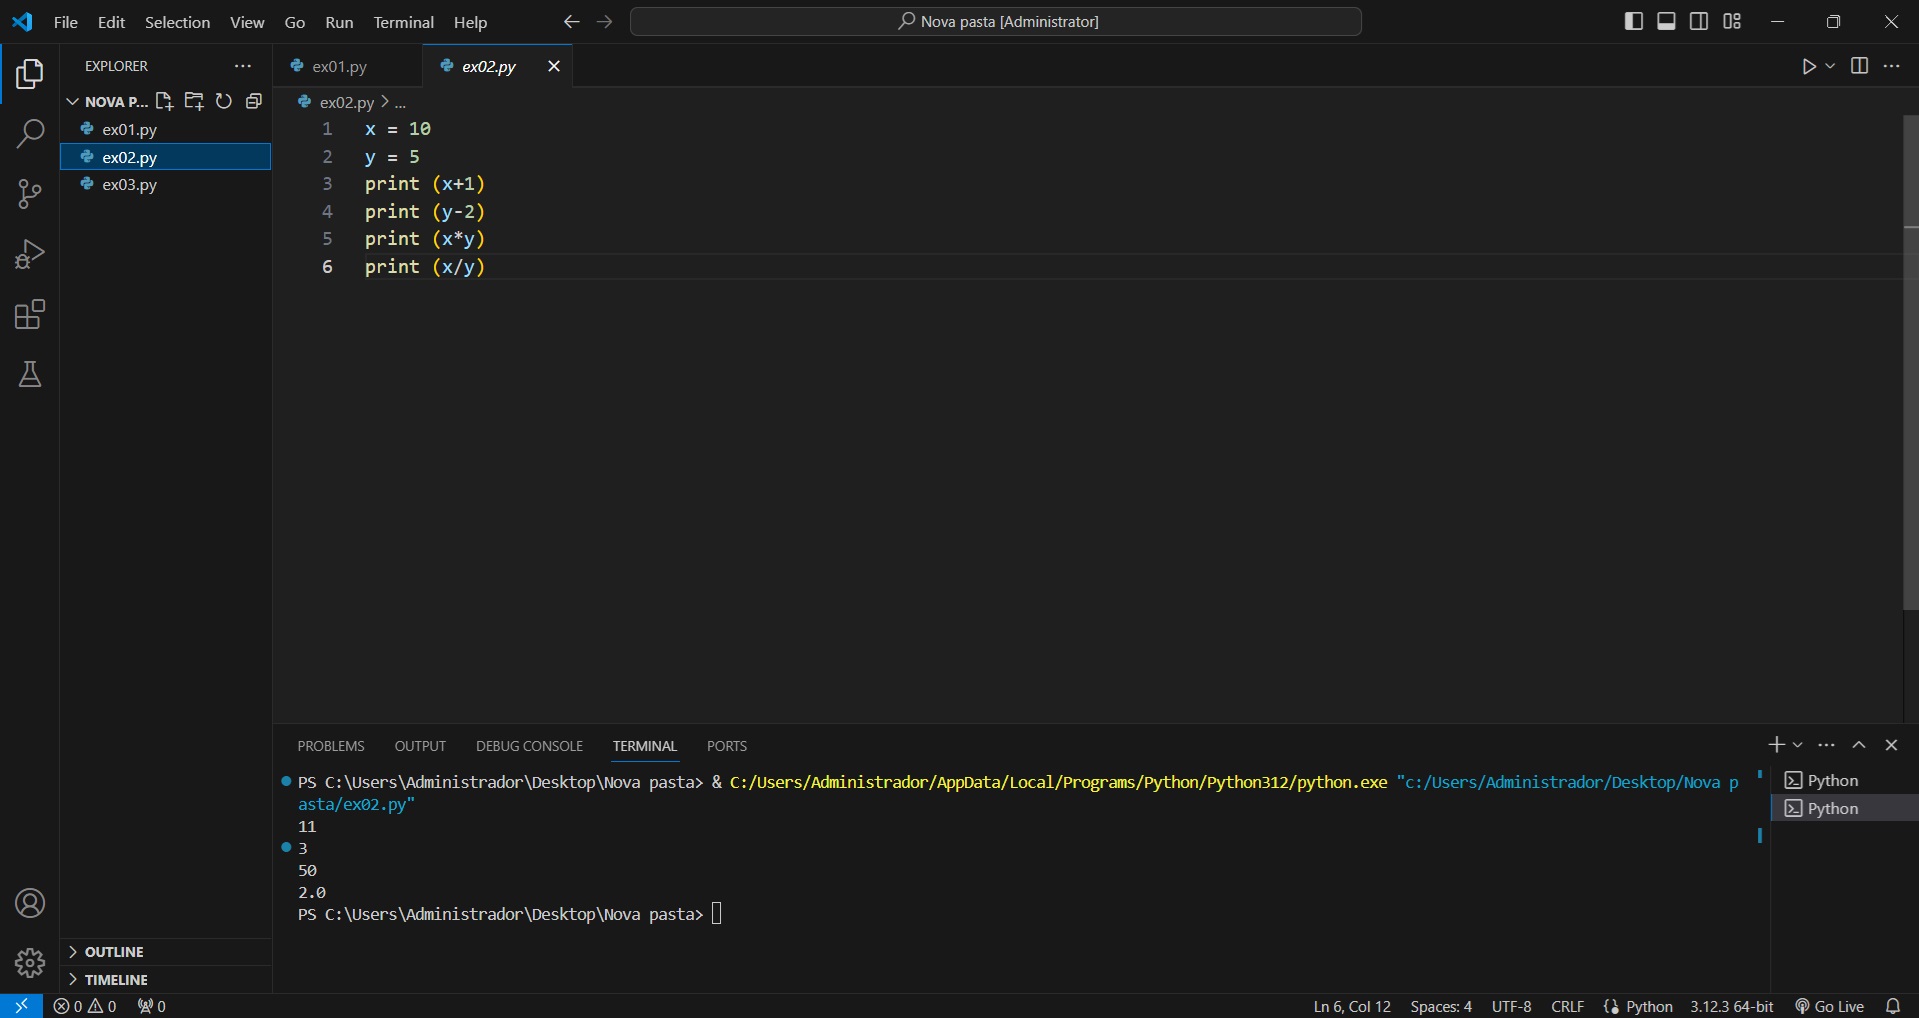 File Edit Selection View Go Run Terminal Help
Nova pasta [Administrator]
EXPLORER
NOVA P...
ex01.py
ex02.py
ex03.py
OUTLINE
TIMELINE
ex01.py
ex02.py
ex02.py > ...
1 x = 10
2 y = 5
3 print (x+1)
4 print (y-2)
5 print (x*y)
6 print (x/y)
PROBLEMS OUTPUT DEBUG CONSOLE TERMINAL PORTS
PS C:\Users\Administrador\Desktop\Nova pasta> & C:/Users/Administrador/AppData/Local/Programs/Python/Python312/python.exe "c:/Users/Administrador/Desktop/Nova p
asta/ex02.py"
11
3
50
2.0
PS C:\Users\Administrador\Desktop\Nova pasta>
Python
Python
0 0 0 Ln 6, Col 12 Spaces: 4 UTF-8 CRLF Python 3.12.3 64-bit Go Live